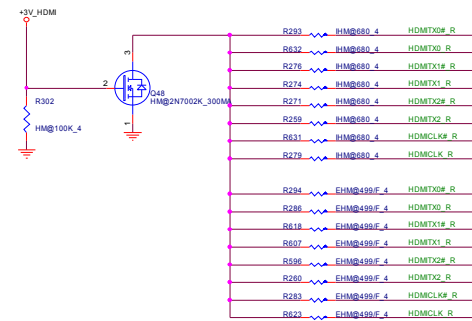 +3V_HDMI
R293 IHM@680_4 HDMITX0#_R
R632 IHM@680_4 HDMITX0_R
R276 IHM@680_4 HDMITX1#_R
R274 IHM@680_4 HDMITX1_R
R271 IHM@680_4 HDMITX2#_R
R259 IHM@680_4 HDMITX2_R
R631 IHM@680_4 HDMICLK#_R
R279 IHM@680_4 HDMICLK_R
3
2
1
Q48
HM@2N7002K_300MA
R302
HM@100K_4
R294 EHM@499/F_4 HDMITX0#_R
R286 EHM@499/F_4 HDMITX0_R
R618 EHM@499/F_4 HDMITX1#_R
R607 EHM@499/F_4 HDMITX1_R
R596 EHM@499/F_4 HDMITX2#_R
R260 EHM@499/F_4 HDMITX2_R
R283 EHM@499/F_4 HDMICLK#_R
R623 EHM@499/F_4 HDMICLK_R